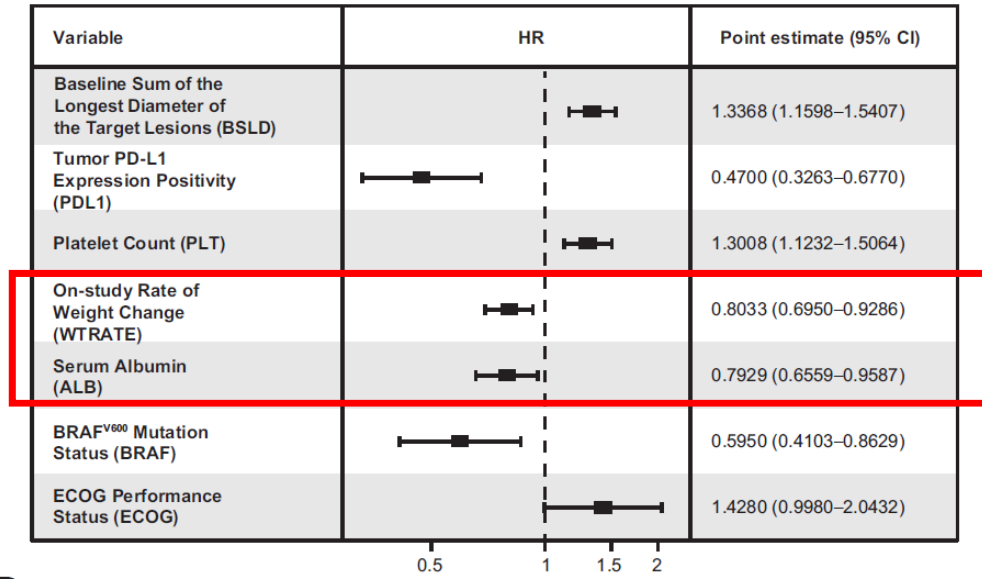 Variable
HR
Point estimate (95% CI)
Baseline Sum of the
Longest Diameter of
the Target Lesions (BSLD)
1.3368 (1.1598–1.5407)
Tumor PD-L1
Expression Positivity
(PDL1)
0.4700 (0.3263–0.6770)
Platelet Count (PLT)
1.3008 (1.1232–1.5064)
On-study Rate of
Weight Change
(WTRATE)
0.8033 (0.6950–0.9286)
Serum Albumin
(ALB)
0.7929 (0.6559–0.9587)
BRAFV600 Mutation
Status (BRAF)
0.5950 (0.4103–0.8629)
ECOG Performance
Status (ECOG)
1.4280 (0.9980–2.0432)
0.5 1 1.5 2